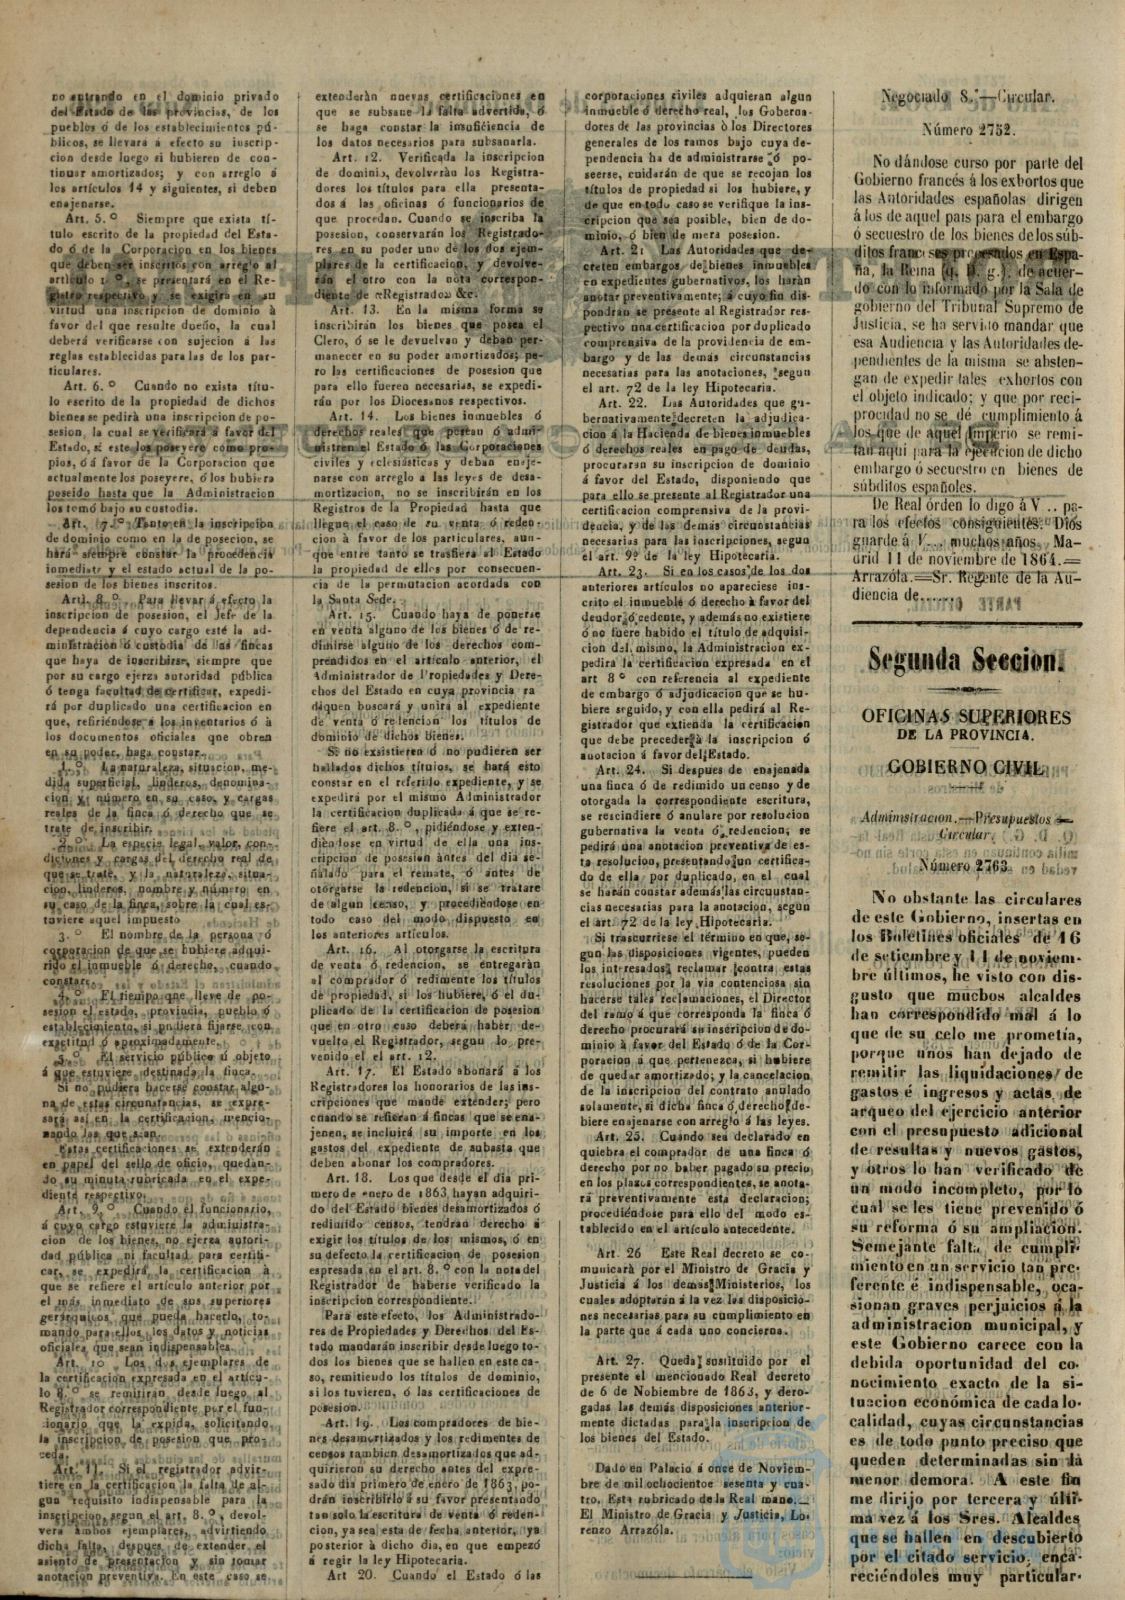 no entrando en el dominio privado
del Estado de las provincias, de los
pueblos ó de los establecimientos pú-
blicos, se llevara á efecto su inscrip-
cion desde luego si hubieren de con-
tinuar amortizados; y con arreglo á
los artículos 14 y siguientes, si deben
enajenarse.
Art. 5.° Siempre que exista tí-
tulo escrito de la propiedad del Esta-
do ó de la Corporacion en los bienes
que deben ser inscritos con arreglo al
artículo 1.°, se presentará en el Re-
gistro respectivo y se exigira en su
virtud una inscripcion de dominio à
favor del que resulte dueño, la cual
deberá verificarse con sujecion á las
reglas establecidas para las de los par-
ticulares.
Art. 6.° Cuando no exista títu-
lo escrito de la propiedad de dichos
bienes se pedirà una inscripcion de po-
sesion, la cual se verificará á favor del
Estado, si este los poseyere como pro-
pios, ó á favor de la Corporacion que
actualmente los poseyere, ó los hubiera
poseido hasta que la Administracion
los tomó bajo su custodia.
Art. 7.° Tanto en la inscripcion
de dominio como en la de posecion, se
hará siempre constar la procedencia
inmediata y el estado actual de la po-
sesion de los bienes inscritos.
Art. 8.° Para llevar á efecto la
inscripcion de posesion, el Jefe de la
dependencia á cuyo cargo esté la ad-
ministracion ó custodia de las fincas
que haya de inscribirse, siempre que
por su cargo ejerza autoridad pública
ó tenga facultad de certificar, expedi-
rá por duplicado una certificacion en
que, refiriéndose a los inventarios ó à
los documentos oficiales que obren
en su poder, haga constar.
1.° La naturaleza, situacion, me-
dida superficial, linderos, denomina-
cion y número en su caso, y cargas
reales de la finca ó derecho que se
trate de inscribir.
2.° La especie legal, valor, con-
diciones y cargas del derecho real de
que se trate, y la naturaleza, situa-
cion, linderos, nombre y número en
su caso de la finca, sobre la cual es-
tuviere aquel impuesto
3.° El nombre de la persona ó
corporacion de que se hubiere adqui-
rido el inmueble ó derecho, cuando
constare.
4.° El tiempo que lleve de po-
sesion el estado, provincia, pueblo ó
establecimiento, si pudiera fijarse con
exactitud ó aproximadamente.
5.° El servicio público ú objeto
á que estuviere destinada la finca.
Si no pudiera hacerse constar algu-
na de estas circunstancias, se expre-
sará así en la certificacion, mencio-
nando las que sean.
Estas certificaciones se extenderán
en papel del sello de oficio, quedan-
do su minuta rubricada en el expe-
diente respectivo.
Art. 9.° Cuando el funcionario,
á cuyo cargo estuviere la administra-
cion de los bienes, no ejerza autori-
dad pública ni facultad para certifi-
car, se expedirá la certificacion à
que se refiere el artículo anterior por
el más inmediato de sus superiores
gerárquicos que pueda hacerlo, to-
mando para ellos los datos y noticias
oficiales que sean indispensables.
Art. 10 Los dos ejemplares de
la certificacion expresada en el artícu-
lo 8.° se remitirán desde luego al
Registrador correspondiente por el fun-
cionario que la expida, solicitando
la inscripcion de posesion que pro-
ceda.
Art. 11. Si el registrador advir-
tiere en la certificacion la falta de al-
gun requisito indispensable para la
inscripcion, segun el art. 8.°, devol-
verá ambos ejemplares, advirtiendo
dicha falta, despues de extender el
asiento de presentacion y sin tomar
anotacion preventiva. En este caso se
extenderàn nuevas certificaciones en
que se subsane la falta advertida, ó
se haga constar la insuficiencia de
los datos necesarios para subsanarla.
Art. 12. Verificada la inscripcion
de dominio, devolverán los Registra-
dores los títulos para ella presenta-
dos á las oficinas ó funcionarios de
que procedan. Cuando se inscriba la
posesion, conservarán los Registrado-
res en su poder uno de los dos ejem-
plares de la certificacion, y devolve-
rán el otro con la nota correspon-
diente de «Registrado» &c.
Art. 13. En la misma forma se
inscribirán los bienes que posea el
Clero, ó se le devuelvan y deban per-
manecer en su poder amortizados; pe-
ro las certificaciones de posesion que
para ello fueren necesarias, se expedi-
rán por los Diocesanos respectivos.
Art. 14. Los bienes inmuebles ó
derechos reales que posean ó admi-
nistren el Estado ó las Corporaciones
civiles y eclesiásticas y deban enaje-
narse con arreglo a las leyes de desa-
mortizacion, no se inscribirán en los
Registros de la Propiedad hasta que
llegue el caso de su venta ó reden-
cion à favor de los particulares, aun-
que entre tanto se trasfiera al Estado
la propiedad de ellos por consecuen-
cia de la permutacion acordada con
la Santa Sede.
Art. 15. Cuando haya de ponerse
en venta alguno de los bienes ó de re-
dimirse alguno de los derechos com-
prendidos en el artículo anterior, el
Administrador de Propiedades y Dere-
chos del Estado en cuya provincia ra
diquen buscará y unirá al expediente
de venta ó redencion los títulos de
dominio de dichos bienes.
Si no exsistieren ó no pudieren ser
hallados dichos títulos, se hará esto
constar en el referido expediente, y se
expedirá por el mismo Administrador
la certificacion duplicada á que se re-
fiere el art. 8.°, pidiéndose y exten-
diéndose en virtud de ella una ins-
cripcion de posesion àntes del dia se-
ñalado para el remate, ó antes de
otorgarse la redencion, si se tratare
de algun censo, y procediéndose en
todo caso del modo dispuesto en
los anteriores artículos.
Art. 16. Al otorgarse la escritura
de venta ó redencion, se entregarán
al comprador ó redimente los títulos
de propiedad, si los hubiere, ó el du-
plicado de la certificacion de posesion
que en otro caso deberá haber de-
vuelto el Registrador, segun lo pre-
venido el el art. 12.
Art. 17. El Estado abonará á los
Registradores los honorarios de las ins-
cripciones que mande extender; pero
cuando se refieran á fincas que se ena-
jenen, se incluirá su importe en los
gastos del expediente de subasta que
deben abonar los compradores.
Art. 18. Los que desde el dia pri-
mero de enero de 1863 hayan adquiri-
do del Estado bienes desamortizados ó
redimido censos, tendran derecho á
exigir los títulos de los mismos, ó en
su defecto la certificacion de posesion
espresada en el art. 8.° con la nota del
Registrador de haberse verificado la
inscripcion correspondiente.
Para este efecto, los Administrado-
res de Propiedades y Derechos del Es-
tado mandarán inscribir desde luego to-
dos los bienes que se hallen en este ca-
so, remitiendo los títulos de dominio,
si los tuvieren, ó las certificaciones de
posesion.
Art. 19. Los compradores de bie-
nes desamortizados y los redimentes de
censos tambien desamortizados que ad-
quirieron su derecho antes del expre-
sado dia primero de enero de 1863, po-
drán inscribirlo á su favor presentando
tan solo la escritura de venta ó reden-
cion, ya sea esta de fecha anterior, ya
posterior à dicho dia, en que empezó
á regir la ley Hipotecaria.
Art 20. Cuando el Estado ó las
corporaciones civiles adquieran algun
inmueble ó derecho real, los Goberna-
dores de las provincias ò los Directores
generales de los ramos bajo cuya de-
pendencia ha de administrarse ó po-
seerse, cuidarán de que se recojan los
títulos de propiedad si los hubiere, y
de que en todo caso se verifique la ins-
cripcion que sea posible, bien de do-
minio, ó bien de mera posesion.
Art. 21. Las Autoridades que de-
creten embargos de bienes inmuebles
en expedientes gubernativos, los harán
anotar preventivamente; á cuyo fin dis-
pondrán se presente al Registrador res-
pectivo una certificacion por duplicado
comprensiva de la providencia de em-
bargo y de las demás circunstancias
necesarias para las anotaciones, segun
el art. 72 de la ley Hipotecaria.
Art. 22. Las Autoridades que gu-
bernativamente decreten la adjudica-
cion á la Hacienda de bienes inmuebles
ó derechos reales en pago de deudas,
procuraran su inscripcion de dominio
á favor del Estado, disponiendo que
para ello se presente al Registrador una
certificacion comprensiva de la provi-
dencia, y de las demás circunstancias
necesarias para las inscripciones, segun
el art. 9º de la ley Hipotecaria.
Art. 23. Si en los casos de los dos
anteriores artículos no apareciese ins-
crito el inmueble ó derecho á favor del
deudor ó cedente, y además no existiere
ó no fuere habido el título de adquisi-
cion del mismo, la Administracion ex-
pedira la certificacion expresada en el
art 8° con referencia al expediente
de embargo ó adjudicacion que se hu-
biere seguido, y con ella pedirá al Re-
gistrador que extienda la certificacion
que debe preceder à la inscripcion ó
anotacion á favor del Estado.
Art. 24. Si despues de enajenada
una finca ó de redimido un censo y de
otorgada la correspondiente escritura,
se rescindiere ó anulare por resolucion
gubernativa la venta ó redencion, se
pedirá una anotacion preventiva de es-
ta resolucion, presentando un certifica-
do de ella por duplicado, en el cual
se harán constar además las circunstan-
cias necesarias para la anotacion, según
el art. 72 de la ley Hipotecaria.
Si trascurriese el término en que, se-
gun las disposiciones vigentes, pueden
los interesados reclamar contra estas
resoluciones por la vía contenciosa sin
hacerse tales reclamaciones, el Director
del ramo á que corresponda la finca ó
derecho procurará su inscripcion de do-
minio á favor del Estado ó de la Cor-
poracion á que pertenezca, si hubiere
de quedar amortizado; y la cancelacion
de la inscripcion del contrato anulado
solamente, si dicha finca ó derecho de-
biere enajenarse con arreglo á las leyes.
Art. 25. Cuando sea declarado en
quiebra el comprador de una finca ó
derecho por no haber pagado su precio
en los plazos correspondientes, se anota-
rà preventivamente esta declaracion;
procediéndose para ello del modo es-
tablecido en el artículo antecedente.
Art. 26 Este Real decreto se co-
municará por el Ministro de Gracia y
Justicia á los demás Ministerios, los
cuales adoptarán á la vez las disposicio-
nes necesarias para su cumplimiento en
la parte que á cada uno concierna.
Art. 27. Queda sustituido por el
presente el mencionado Real decreto
de 6 de Nobiembre de 1863, y dero-
gadas las demás disposiciones anterior-
mente dictadas para la inscripcion de
los bienes del Estado.
Dado en Palacio á once de Noviem-
bre de mil ochocientoe sesenta y cua-
tro. Está rubricado de la Real mano.—
El Ministro de Gracia y Justicia, Lo-
renzo Arrazóla.
Negociado 8.°—Circular.
Número 2752.
No dándose curso por parte del
Gobierno francés á los exhortos que
las Autoridades españolas dirigen
á los de aquel pais para el embargo
ó secuestro de los bienes de los súb-
ditos franceses procesados en Espa-
ña, la Reina (q. D. g.), de acuer-
do con lo informado por la Sala de
gobierno del Tribunal Supremo de
Justicia, se ha servido mandar que
esa Audiencia y las Autoridades de-
pendientes de la misma se absten-
gan de expedir tales exhortos con
el objeto indicado; y que por reci-
procidad no se dé cumplimiento á
los que de aquel Imperio se remi-
tan aqui para la ejecucion de dicho
embargo ó secuestro en bienes de
súbditos españoles.
De Real órden lo digo á V .. pa-
ra los efectos consiguientes. Dios
guarde á V... muchos años. Ma-
drid 11 de noviembre de 1864.=
Arrazóla.=Sr. Regente de la Au-
diencia de.......
Segunda Seccion.
OFICINAS SUPERIORES
DE LA PROVINCIA.
GOBIERNO CIVIL
Administracion.—Presupuestos—
Circular.
Número 2763
No obstante las circulares
de este Gobierno, insertas en
los Boletines oficiales de 16
de setiembre y 11 de noviem-
bre últimos, he visto con dis-
gusto que muchos alcaldes
han correspondido mal á lo
que de su celo me prometía,
porque unos han dejado de
remitir las liquidaciones de
gastos é ingresos y actas de
arqueo del ejercicio anterior
con el presupuesto adicional
de resultas y nuevos gastos,
y otros lo han verificado de
un modo incompleto, por lo
cual se les tiene prevenido ó
su reforma ó su ampliacion.
Semejante falta de cumpli-
miento en un servicio tan pre-
ferente é indispensable, oca-
sionan graves perjuicios á la
administracion municipal, y
este Gobierno carece con la
debida oportunidad del co-
nocimiento exacto de la si-
tuacion económica de cada lo-
calidad, cuyas circunstancias
es de todo punto preciso que
queden determinadas sin la
menor demora. A este fin
me dirijo por tercera y últi-
ma vez á los Sres. Alcaldes
que se hallen en descubierto
por el citado servicio, enca-
reciéndoles muy particular-